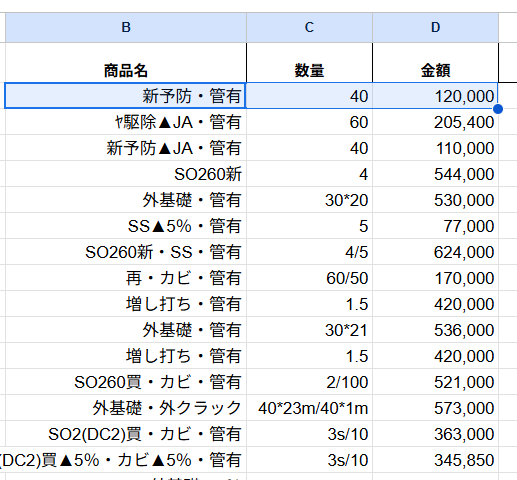 B C D
商品名 数量 金額
新予防・管有 40 120,000
ﾔ駆除▲JA・管有 60 205,400
新予防▲JA・管有 40 110,000
SO260新 4 544,000
外基礎・管有 30*20 530,000
SS▲5%・管有 5 77,000
SO260新・SS・管有 4/5 624,000
再・カビ・管有 60/50 170,000
増し打ち・管有 1.5 420,000
外基礎・管有 30*21 536,000
増し打ち・管有 1.5 420,000
SO260買・カビ・管有 2/100 521,000
外基礎・外クラック 40*23m/40*1m 573,000
SO2(DC2)買・カビ・管有 3s/10 363,000
(DC2)買▲5%・カビ▲5%・管有 3s/10 345,850